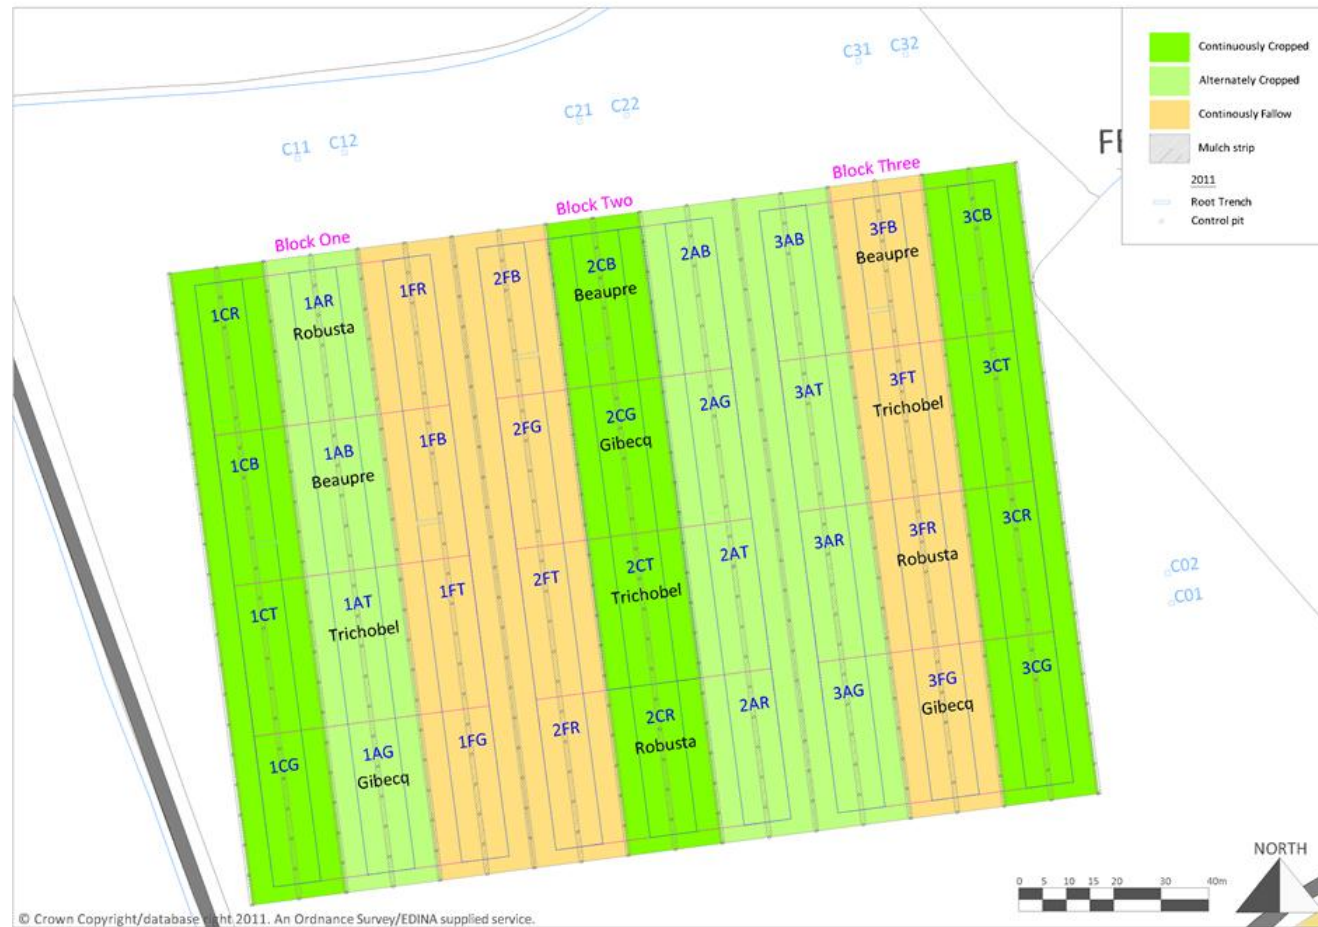 C31 C32
C21 C22
C11 C12
Continuously Cropped
Alternately Cropped
Continously Fallow
Mulch strip
2011
Root Trench
Control pit
Block One
Block Two
Block Three
1CR
1AR
Robusta
1FR
2FB
2CB
Beaupre
2AB
3AB
3FB
Beaupre
3CB
1CB
1AB
Beaupre
1FB
2FG
2CG
Gibecq
2AG
3AT
3FT
Trichobel
3CT
1CT
1AT
Trichobel
1FT
2FT
2CT
Trichobel
2AT
3AR
3FR
Robusta
3CR
1CG
1AG
Gibecq
1FG
2FR
2CR
Robusta
2AR
3AG
3FG
Gibecq
3CG
C02
C01
NORTH
0 5 10 15 20 30 40m
© Crown Copyright/database right 2011. An Ordnance Survey/EDINA supplied service.